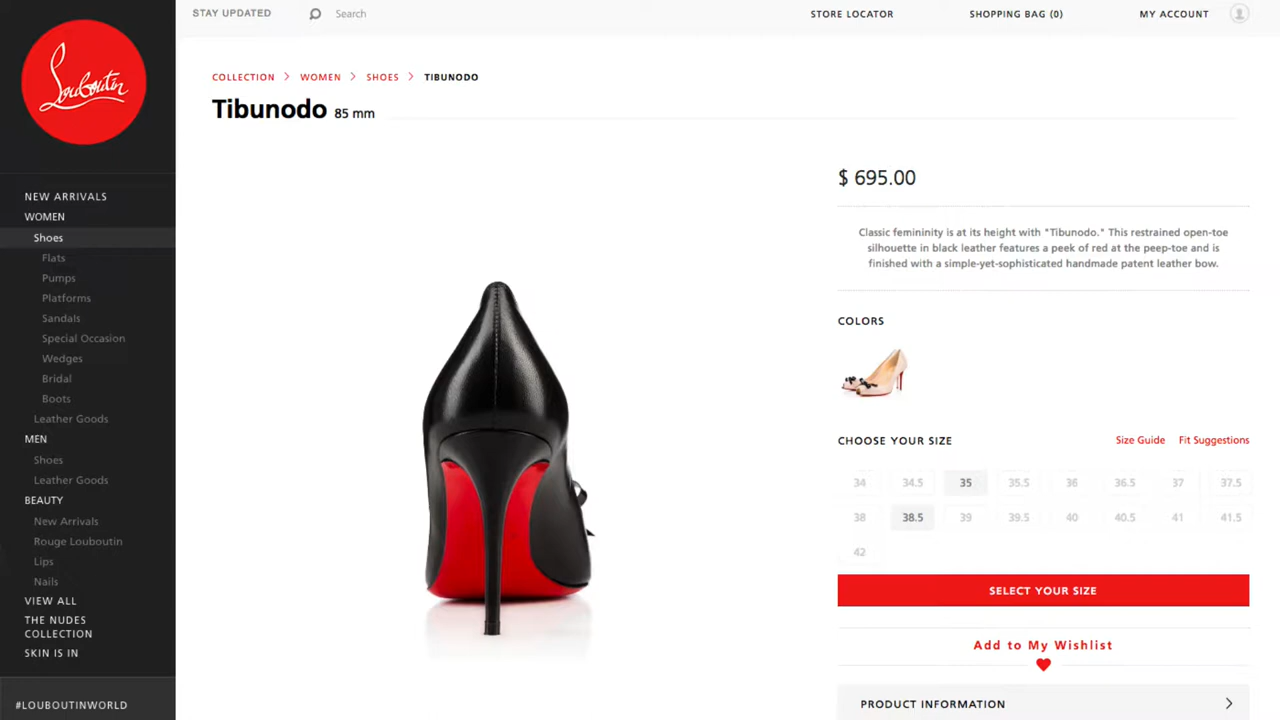 STAY UPDATED
Search
STORE LOCATOR
SHOPPING BAG (0)
MY ACCOUNT
Louboutin
NEW ARRIVALS
WOMEN
Shoes
Flats
Pumps
Platforms
Sandals
Special Occasion
Wedges
Bridal
Boots
Leather Goods
MEN
Shoes
Leather Goods
BEAUTY
New Arrivals
Rouge Louboutin
Lips
Nails
VIEW ALL
THE NUDES
COLLECTION
SKIN IS IN
#LOUBOUTINWORLD
COLLECTION > WOMEN > SHOES > TIBUNODO
Tibunodo 85 mm
$ 695.00
Classic femininity is at its height with "Tibunodo." This restrained open-toe
silhouette in black leather features a peek of red at the peep-toe and is
finished with a simple-yet-sophisticated handmade patent leather bow.
COLORS
CHOOSE YOUR SIZE
Size Guide
Fit Suggestions
34 34.5 35 35.5 36 36.5 37 37.5
38 38.5 39 39.5 40 40.5 41 41.5
42
SELECT YOUR SIZE
Add to My Wishlist
PRODUCT INFORMATION